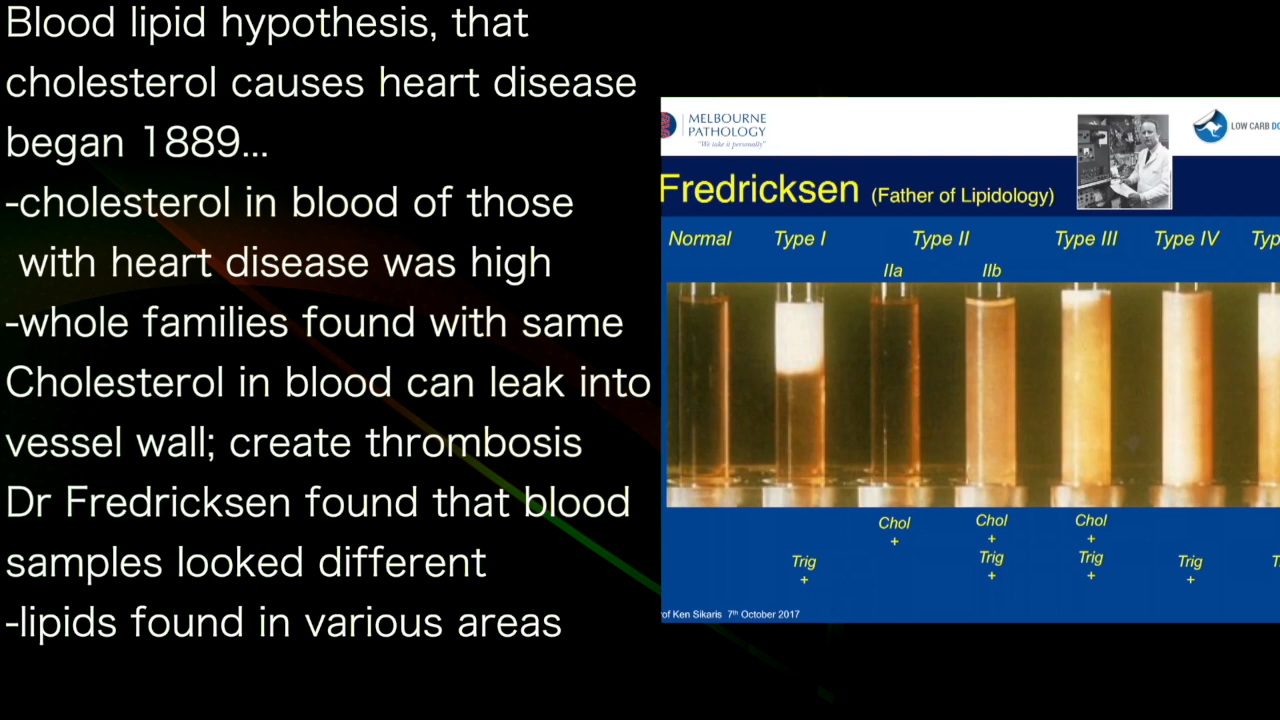 Blood lipid hypothesis, that
cholesterol causes heart disease
began 1889...
-cholesterol in blood of those
with heart disease was high
-whole families found with same
Cholesterol in blood can leak into
vessel wall; create thrombosis
Dr Fredricksen found that blood
samples looked different
-lipids found in various areas
MELBOURNE
PATHOLOGY
"We take it personally"
LOW CARB
Fredricksen (Father of Lipidology)
Normal Type I Type II Type III Type IV
IIa IIb
Chol + Chol + Trig + Chol + Trig +
Trig + Trig +
of Ken Sikaris 7th October 2017